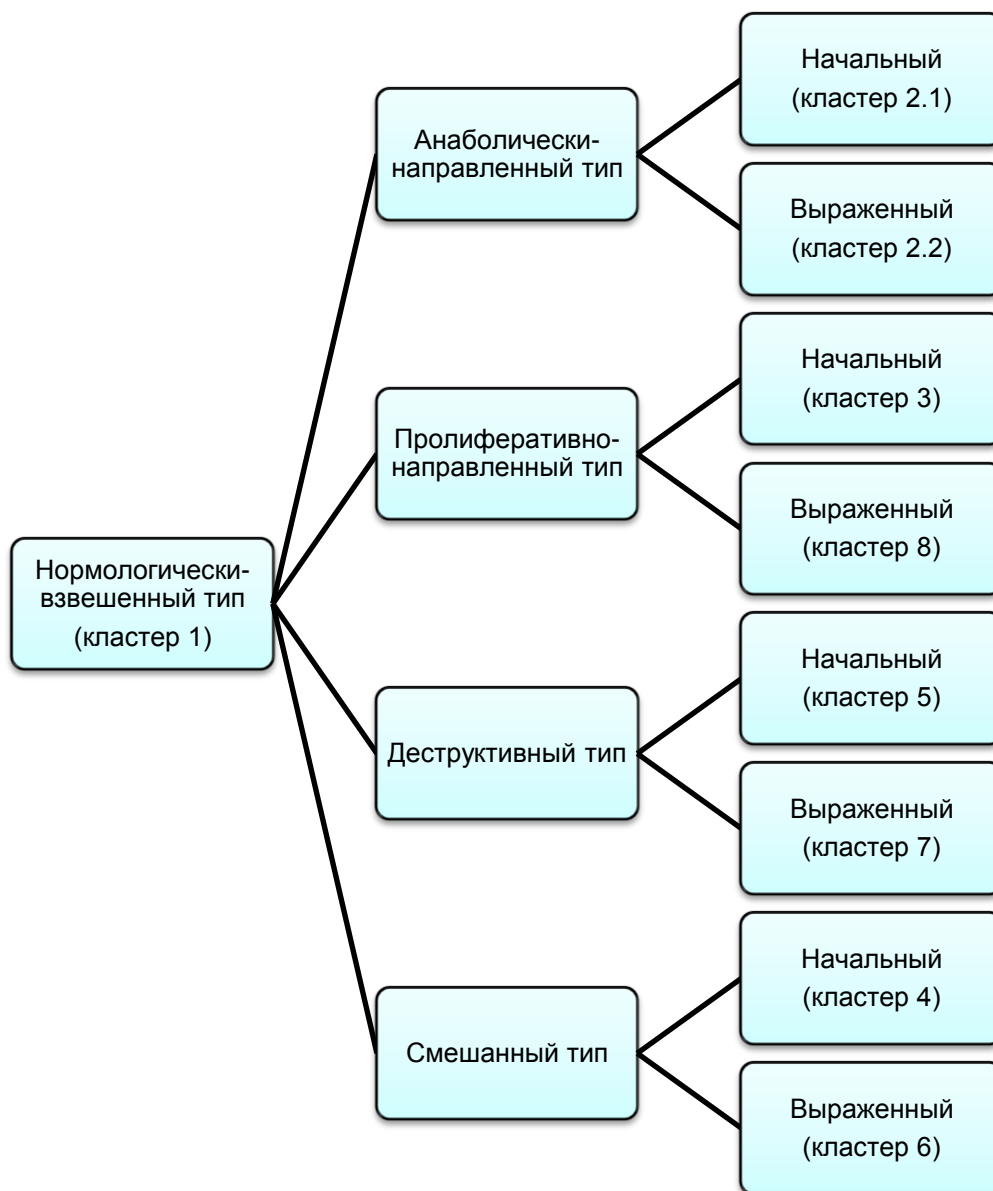 Нормологически-
взвешенный тип
(кластер 1)
Анаболически-
направленный тип
Начальный
(кластер 2.1)
Выраженный
(кластер 2.2)
Пролиферативно-
направленный тип
Начальный
(кластер 3)
Выраженный
(кластер 8)
Деструктивный тип
Начальный
(кластер 5)
Выраженный
(кластер 7)
Смешанный тип
Начальный
(кластер 4)
Выраженный
(кластер 6)